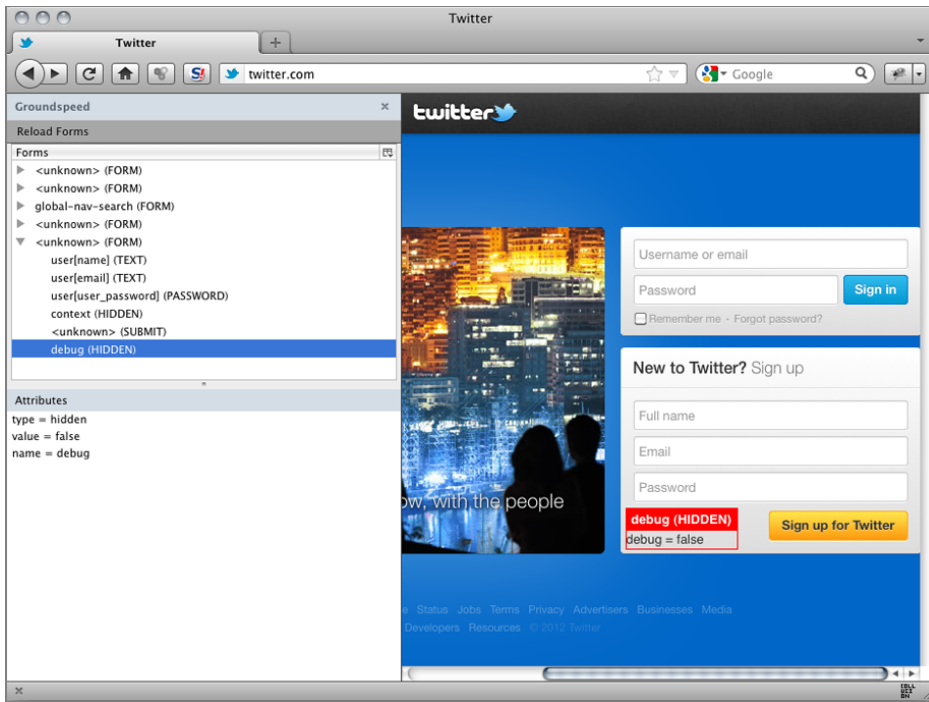 Twitter
Twitter
twitter.com
Google
Groundspeed
Reload Forms
Forms
<unknown> (FORM)
<unknown> (FORM)
global-nav-search (FORM)
<unknown> (FORM)
<unknown> (FORM)
user[name] (TEXT)
user[email] (TEXT)
user[user_password] (PASSWORD)
context (HIDDEN)
<unknown> (SUBMIT)
debug (HIDDEN)
Attributes
type = hidden
value = false
name = debug
twitter
ow, with the people
Username or email
Password
Sign in
Remember me · Forgot password?
New to Twitter? Sign up
Full name
Email
Password
debug (HIDDEN)
debug = false
Sign up for Twitter
e Status Jobs Terms Privacy Advertisers Businesses Media
Developers Resources © 2012 Twitter